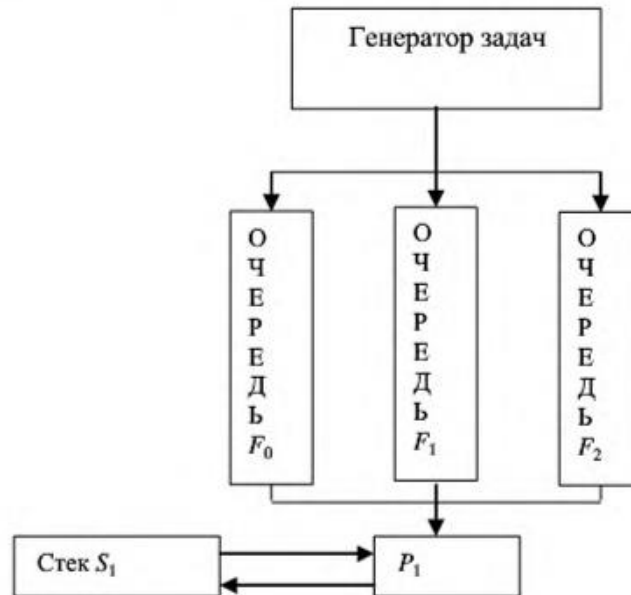 Генератор задач
О
Ч
Е
Р
Е
Д
Ь
F₀
О
Ч
Е
Р
Е
Д
Ь
F₁
О
Ч
Е
Р
Е
Д
Ь
F₂
Стек S₁
P₁